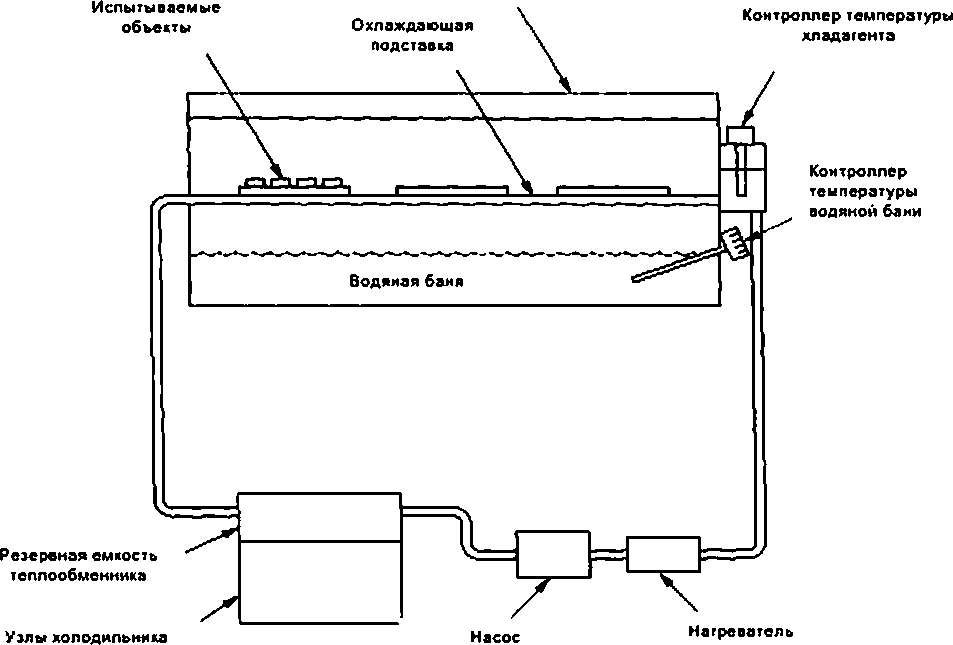 Испытываемые
объекты
Охлаждающая
подставка
Контроллер температуры
хладагента
Контроллер
температуры
водяной бани
Водяная баня
Резервная емкость
теплообменника
Узлы холодильника
Насос
Нагреватель